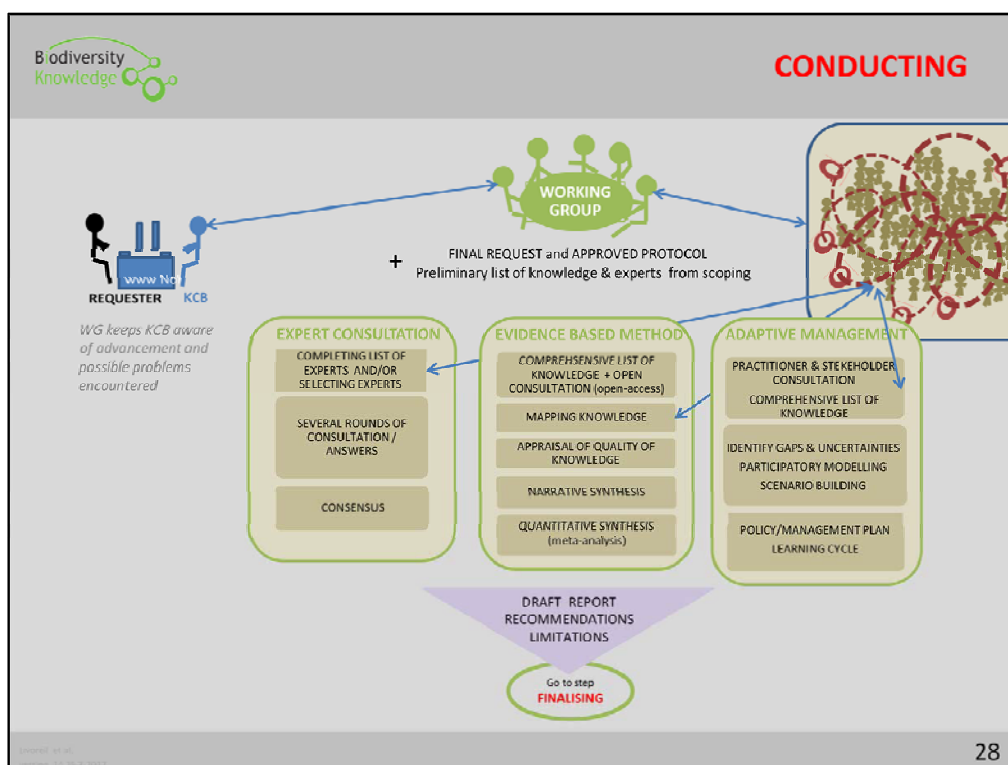 Biodiversity
Knowledge
CONDUCTING
WORKING
GROUP
FINAL REQUEST and APPROVED PROTOCOL
+
Preliminary list of knowledge & experts from scoping
www No
REQUESTER
KCB
WG keeps KCB aware
of advancement and
possible problems
encountered
EXPERT CONSULTATION
COMPLETING LIST OF
EXPERTS AND/OR
SELECTING EXPERTS
SEVERAL ROUNDS OF
CONSULTATION /
ANSWERS
CONSENSUS
EVIDENCE BASED METHOD
COMPREHSENSIVE LIST OF
KNOWLEDGE + OPEN
CONSULTATION (open-access)
MAPPING KNOWLEDGE
APPRAISAL OF QUALITY OF
KNOWLEDGE
NARRATIVE SYNTHESIS
QUANTITATIVE SYNTHESIS
(meta-analysis)
ADAPTIVE MANAGEMENT
PRACTITIONER & STEKEHOLDER
CONSULTATION
COMPREHENSIVE LIST OF
KNOWLEDGE
IDENTIFY GAPS & UNCERTAINTIES
PARTICIPATORY MODELLING
SCENARIO BUILDING
POLICY/MANAGEMENT PLAN
LEARNING CYCLE
DRAFT REPORT
RECOMMENDATIONS
LIMITATIONS
Go to step
FINALISING
28